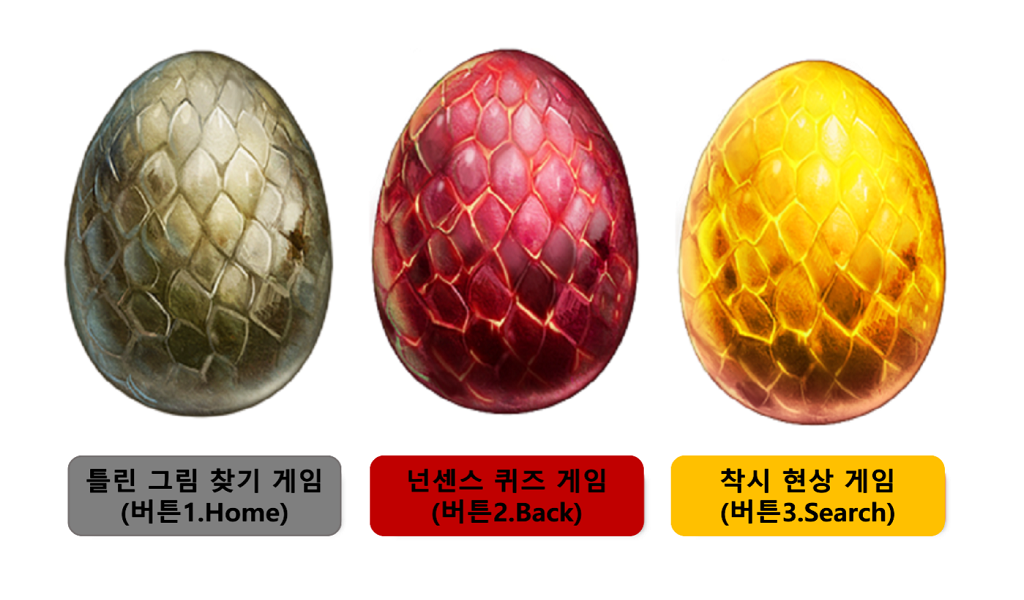 틀린 그림 찾기 게임
(버튼1.Home)
넌센스 퀴즈 게임
(버튼2.Back)
착시 현상 게임
(버튼3.Search)